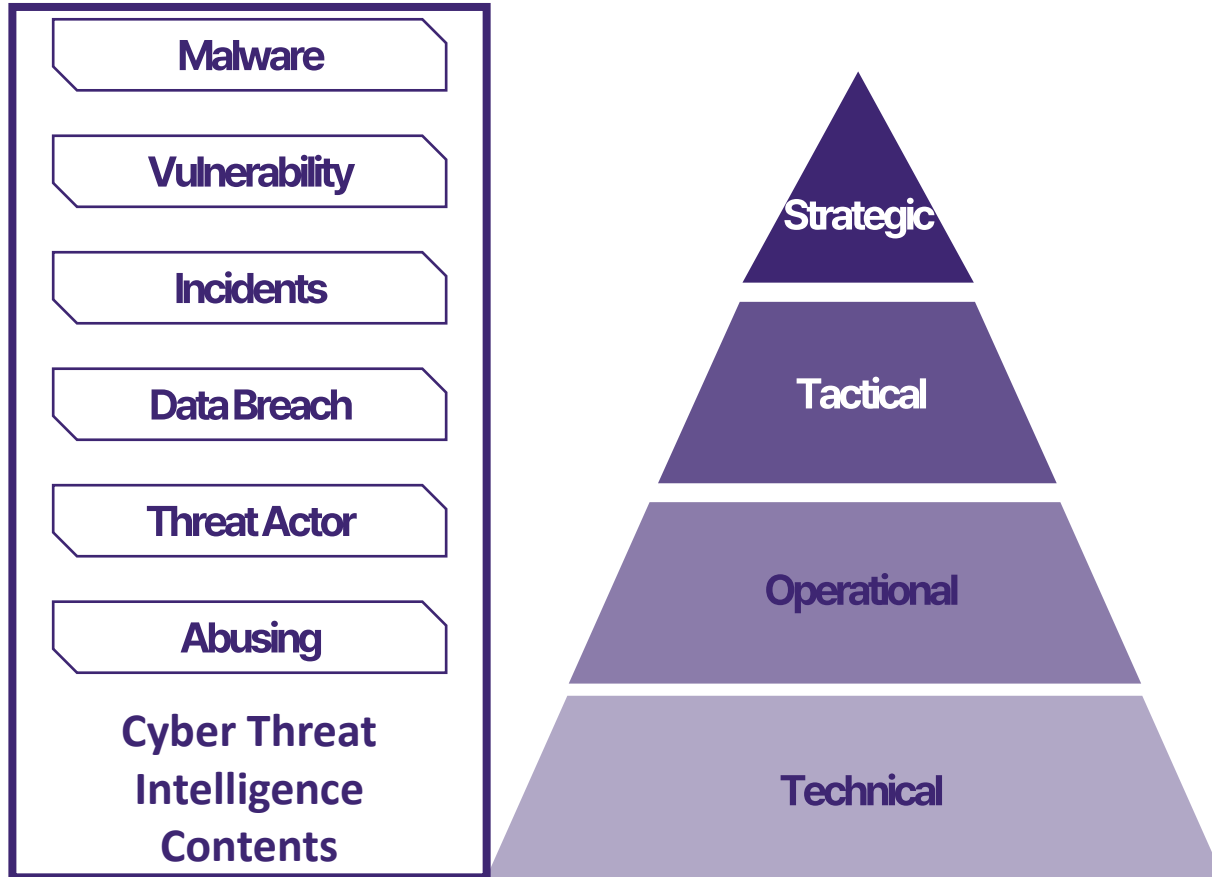 Malware
Vulnerability
Incidents
Data Breach
Threat Actor
Abusing
Cyber Threat
Intelligence
Contents
Strategic
Tactical
Operational
Technical